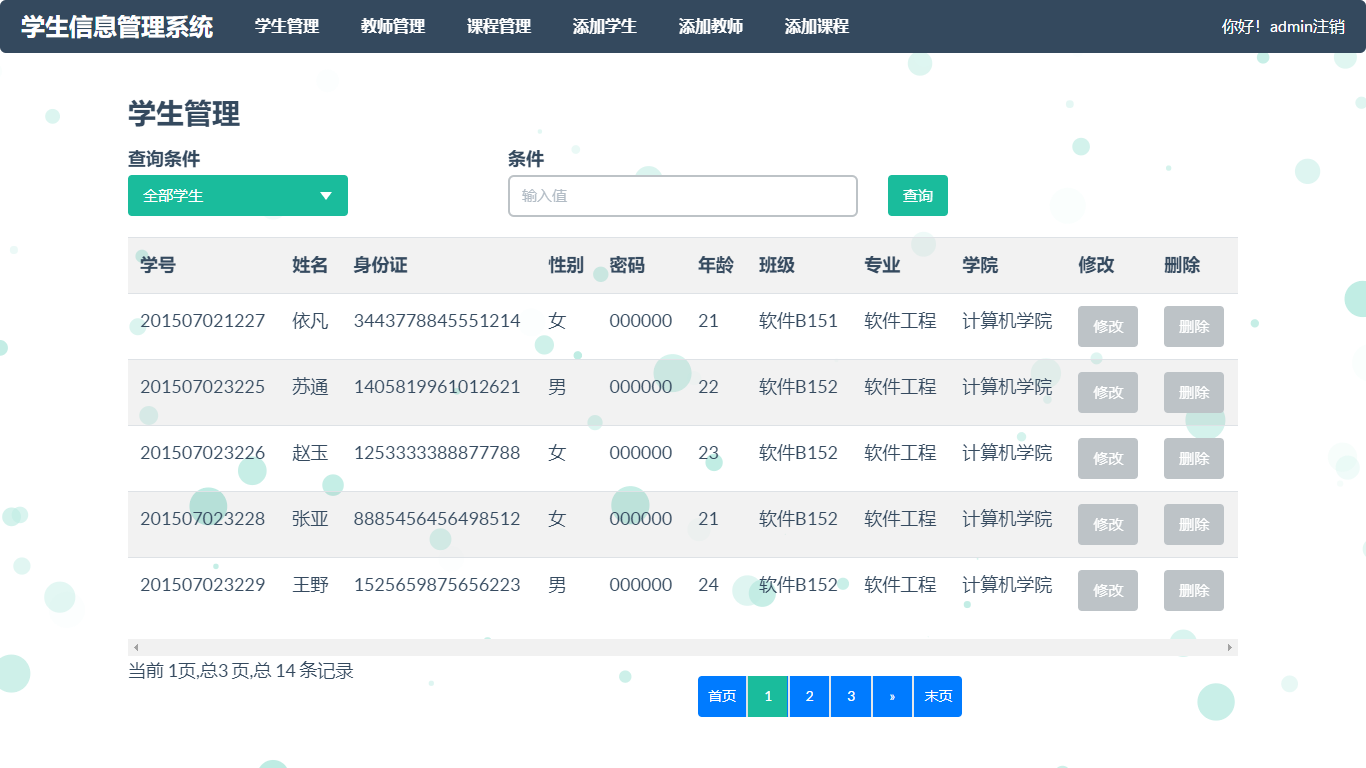 学生信息管理系统 学生管理 教师管理 课程管理 添加学生 添加教师 添加课程 你好！admin注销
学生管理
查询条件 条件
全部学生 输入值 查询
学号 姓名 身份证 性别 密码 年龄 班级 专业 学院 修改 删除
201507021227 依凡 3443778845551214 女 000000 21 软件B151 软件工程 计算机学院 修改 删除
201507023225 苏通 1405819961012621 男 000000 22 软件B152 软件工程 计算机学院 修改 删除
201507023226 赵玉 1253333388877788 女 000000 23 软件B152 软件工程 计算机学院 修改 删除
201507023228 张亚 8885456456498512 女 000000 21 软件B152 软件工程 计算机学院 修改 删除
201507023229 王野 1525659875656223 男 000000 24 软件B152 软件工程 计算机学院 修改 删除
当前 1页,总3 页,总 14 条记录
首页 1 2 3 » 末页